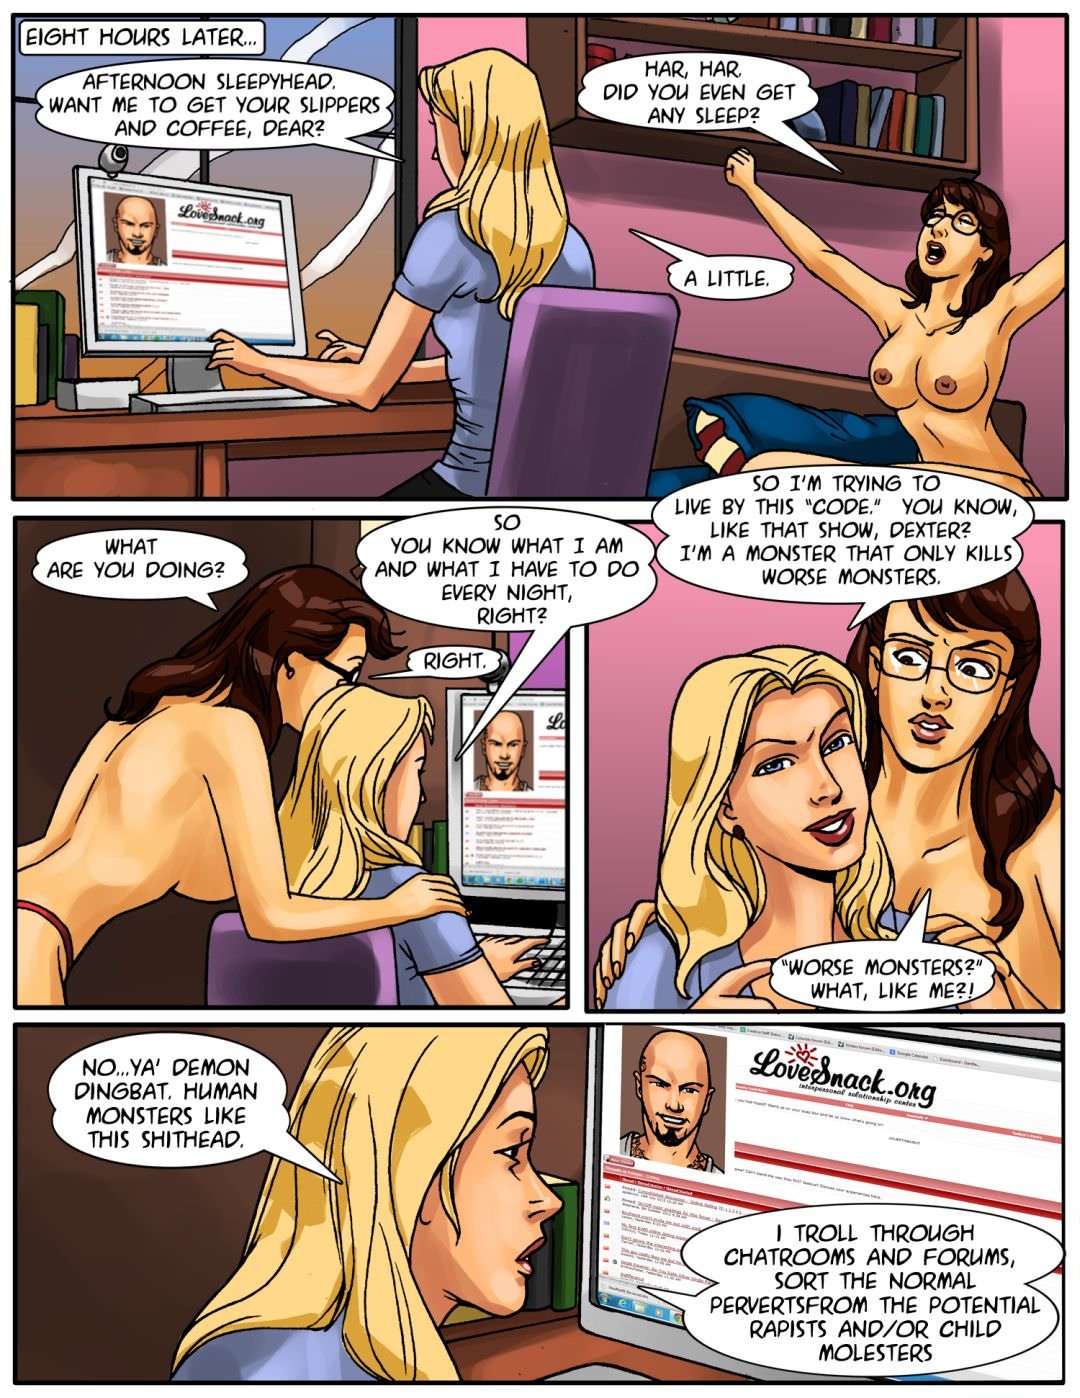 EIGHT HOURS LATER...
AFTERNOON SLEEPYHEAD.
WANT ME TO GET YOUR SLIPPERS
AND COFFEE, DEAR?
HAR, HAR.
DID YOU EVEN GET
ANY SLEEP?
A LITTLE.
LoveSnack.org
WHAT
ARE YOU DOING?
SO
YOU KNOW WHAT I AM
AND WHAT I HAVE TO DO
EVERY NIGHT,
RIGHT?
RIGHT.
Lo
SO I'M TRYING TO
LIVE BY THIS "CODE." YOU KNOW,
LIKE THAT SHOW, DEXTER?
I'M A MONSTER THAT ONLY KILLS
WORSE MONSTERS.
"WORSE MONSTERS?"
WHAT, LIKE ME?!
NO...YA' DEMON
DINGBAT. HUMAN
MONSTERS LIKE
THIS SHITHEAD.
LoveSnack.org
interpersonal relationship center
ADVERTISEMENT
I TROLL THROUGH
CHATROOMS AND FORUMS,
SORT THE NORMAL
PERVERTSFROM THE POTENTIAL
RAPISTS AND/OR CHILD
MOLESTERS